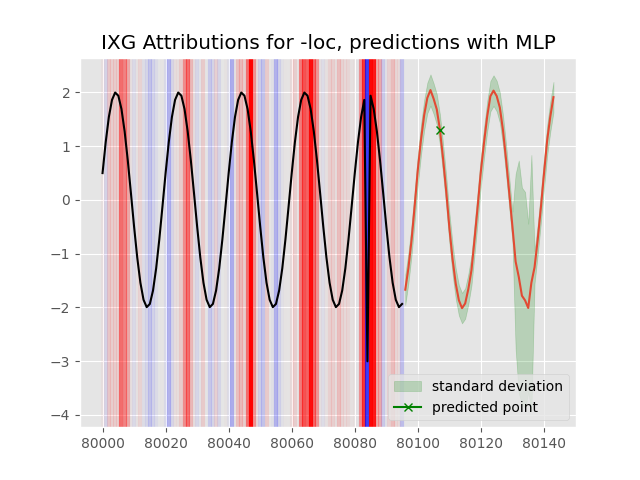 IXG Attributions for -loc, predictions with MLP
2
1
0
−1
−2
−3
−4
standard deviation
predicted point
80000 80020 80040 80060 80080 80100 80120 80140